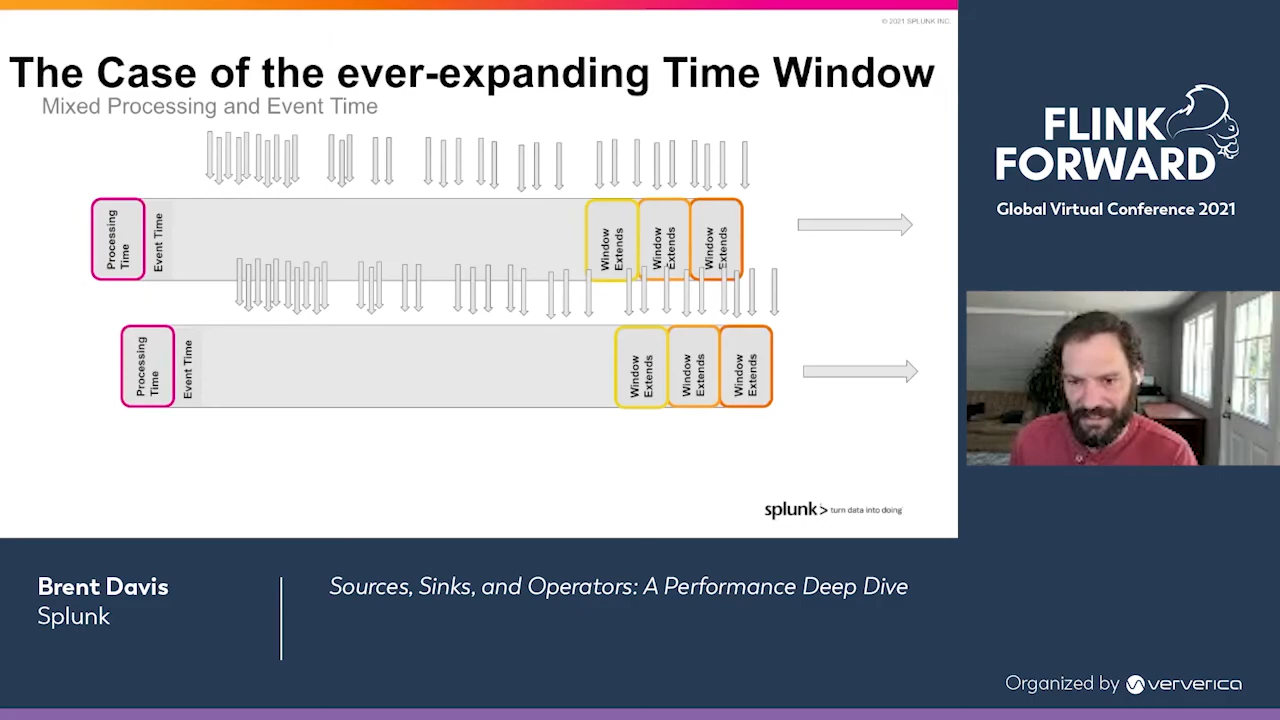 © 2021 SPLUNK INC.
The Case of the ever-expanding Time Window
Mixed Processing and Event Time
Processing
Time
Event Time
Window
Extends
Window
Extends
Window
Extends
Processing
Time
Event Time
Window
Extends
Window
Extends
Window
Extends
splunk> turn data into doing
FLINK
FORWARD
Global Virtual Conference 2021
Brent Davis
Splunk
Sources, Sinks, and Operators: A Performance Deep Dive
Organized by ververica